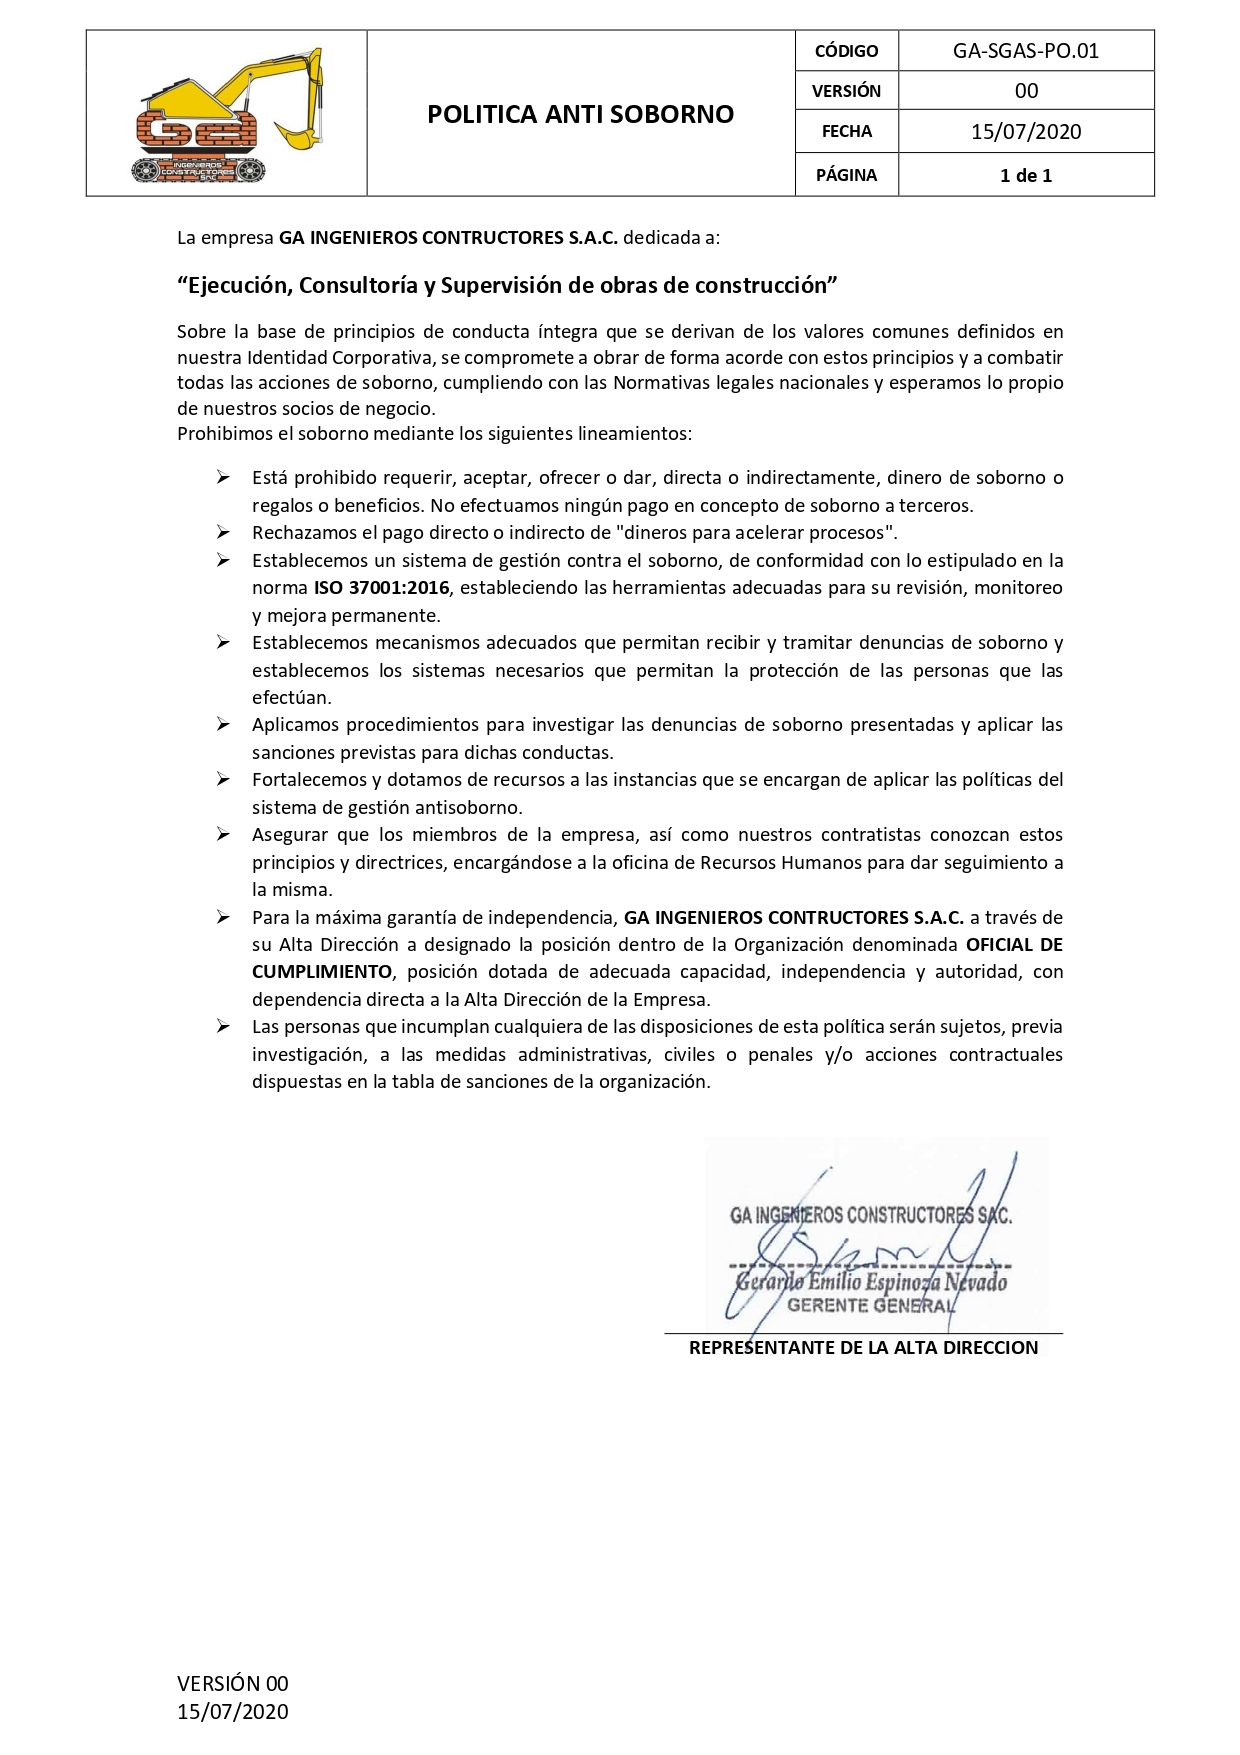 Ga
INGENIEROS
CONSTRUCTORES
S.A.C
POLITICA ANTI SOBORNO
CÓDIGO GA-SGAS-PO.01
VERSIÓN 00
FECHA 15/07/2020
PÁGINA 1 de 1
La empresa GA INGENIEROS CONTRUCTORES S.A.C. dedicada a:
“Ejecución, Consultoría y Supervisión de obras de construcción”
Sobre la base de principios de conducta íntegra que se derivan de los valores comunes definidos en
nuestra Identidad Corporativa, se compromete a obrar de forma acorde con estos principios y a combatir
todas las acciones de soborno, cumpliendo con las Normativas legales nacionales y esperamos lo propio
de nuestros socios de negocio.
Prohibimos el soborno mediante los siguientes lineamientos:
➢ Está prohibido requerir, aceptar, ofrecer o dar, directa o indirectamente, dinero de soborno o
regalos o beneficios. No efectuamos ningún pago en concepto de soborno a terceros.
➢ Rechazamos el pago directo o indirecto de "dineros para acelerar procesos".
➢ Establecemos un sistema de gestión contra el soborno, de conformidad con lo estipulado en la
norma ISO 37001:2016, estableciendo las herramientas adecuadas para su revisión, monitoreo
y mejora permanente.
➢ Establecemos mecanismos adecuados que permitan recibir y tramitar denuncias de soborno y
establecemos los sistemas necesarios que permitan la protección de las personas que las
efectúan.
➢ Aplicamos procedimientos para investigar las denuncias de soborno presentadas y aplicar las
sanciones previstas para dichas conductas.
➢ Fortalecemos y dotamos de recursos a las instancias que se encargan de aplicar las políticas del
sistema de gestión antisoborno.
➢ Asegurar que los miembros de la empresa, así como nuestros contratistas conozcan estos
principios y directrices, encargándose a la oficina de Recursos Humanos para dar seguimiento a
la misma.
➢ Para la máxima garantía de independencia, GA INGENIEROS CONTRUCTORES S.A.C. a través de
su Alta Dirección a designado la posición dentro de la Organización denominada OFICIAL DE
CUMPLIMIENTO, posición dotada de adecuada capacidad, independencia y autoridad, con
dependencia directa a la Alta Dirección de la Empresa.
➢ Las personas que incumplan cualquiera de las disposiciones de esta política serán sujetos, previa
investigación, a las medidas administrativas, civiles o penales y/o acciones contractuales
dispuestas en la tabla de sanciones de la organización.
GA INGENIEROS CONSTRUCTORES SAC.
Gerardo Emilio Espinoza Nevado
GERENTE GENERAL
REPRESENTANTE DE LA ALTA DIRECCION
VERSIÓN 00
15/07/2020